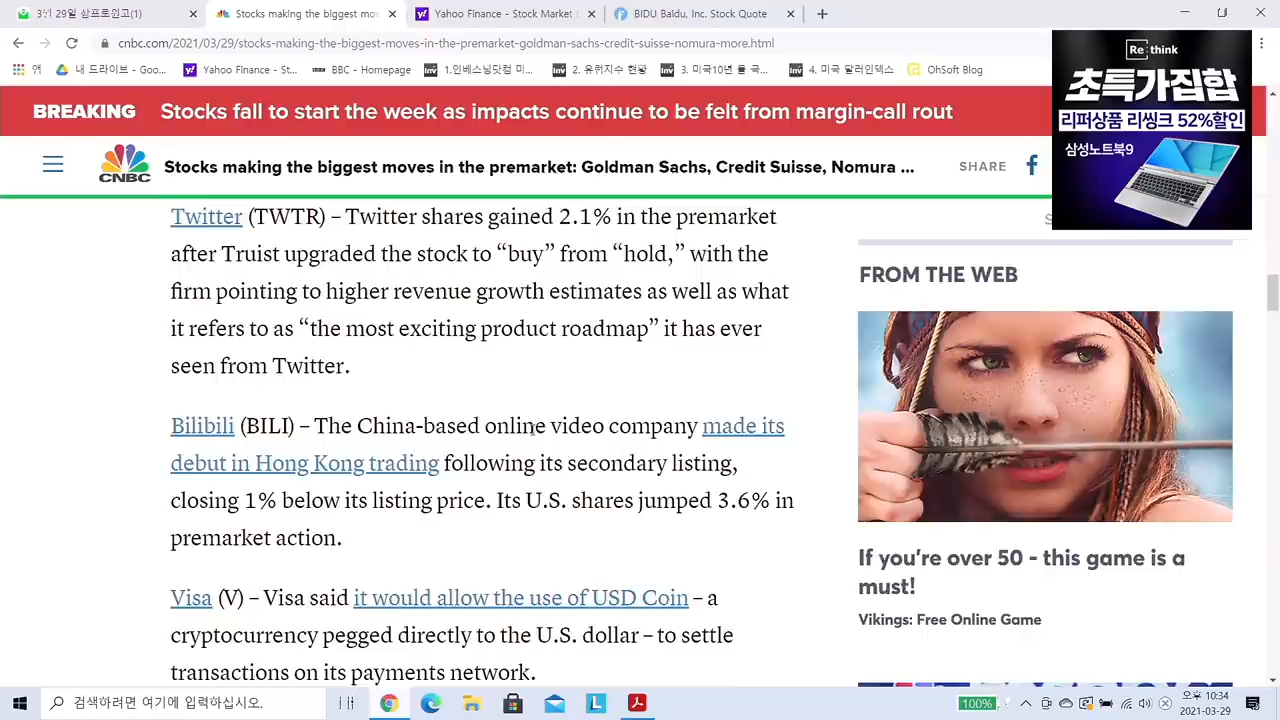 3月 29일 삼프로원고(1)
Stocks making the biggest moves
Yahoo Finance - Stock Market L
BIDU Baidu, Inc. Stock Quote
cnbc.com/2021/03/29/stocks-making-the-biggest-moves-in-the-premarket-goldman-sachs-credit-suisse-nomura-more.html
앱
내 드라이브 - Goo...
Yahoo Finance - St...
BBC - Homepage
1.인베스닝닷컴 미...
2. 유럽지수 현황
3. 미국10년 물 국...
4. 미국 달러인덱스
OhSoft Blog
BREAKING Stocks fall to start the week as impacts continue to be felt from margin-call rout
CNBC
Stocks making the biggest moves in the premarket: Goldman Sachs, Credit Suisse, Nomura ...
SHARE
Re:think
초특가집합
리퍼상품 리씽크 52%할인
삼성노트북9
Twitter (TWTR) – Twitter shares gained 2.1% in the premarket
after Truist upgraded the stock to “buy” from “hold,” with the
firm pointing to higher revenue growth estimates as well as what
it refers to as “the most exciting product roadmap” it has ever
seen from Twitter.
Bilibili (BILI) – The China-based online video company made its
debut in Hong Kong trading following its secondary listing,
closing 1% below its listing price. Its U.S. shares jumped 3.6% in
premarket action.
Visa (V) – Visa said it would allow the use of USD Coin – a
cryptocurrency pegged directly to the U.S. dollar – to settle
transactions on its payments network.
FROM THE WEB
If you’re over 50 - this game is a
must!
Vikings: Free Online Game
검색하려면 여기에 입력하십시오.
100%
오후 10:34
2021-03-29